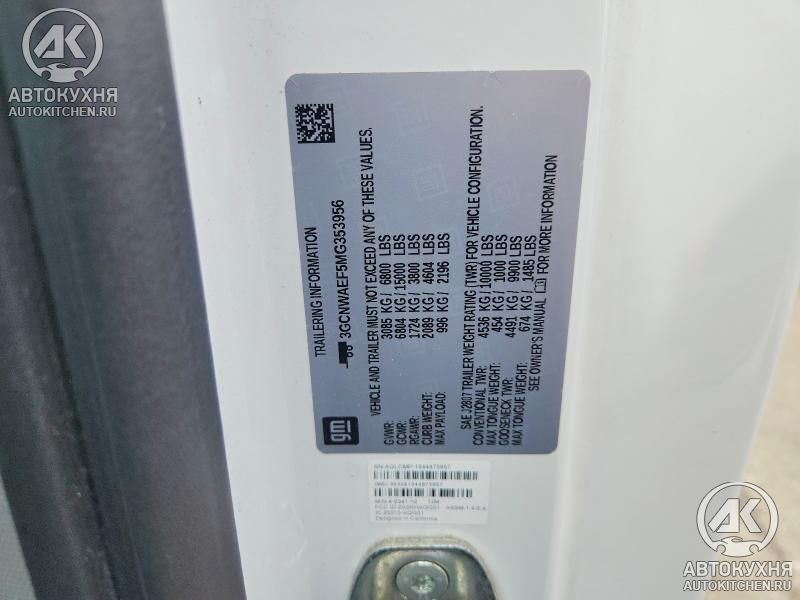 АК
АВТОКУХНЯ
AUTOKITCHEN.RU
TRAILERING INFORMATION
3GCNWAEF5MG353956
VEHICLE AND TRAILER MUST NOT EXCEED ANY OF THESE VALUES.
GVWR: 3085 KG/ 6800 LBS
GCWR: 6804 KG/15000 LBS
RGAWR: 1724 KG/ 3800 LBS
CURB WEIGHT: 2089 KG/ 4604 LBS
MAX PAYLOAD: 996 KG/ 2196 LBS
SAE J2807 TRAILER WEIGHT RATING (TWR) FOR VEHICLE CONFIGURATION.
CONVENTIONAL TWR: 4536 KG/10000 LBS
MAX TONGUE WEIGHT: 454 KG/ 1000 LBS
GOOSENECK TWR: 4491 KG/ 9900 LBS
MAX TONGUE WEIGHT: 674 KG/ 1485 LBS
SEE OWNER'S MANUAL FOR MORE INFORMATION
gm
Designed in California
АК
АВТОКУХНЯ
AUTOKITCHEN.RU